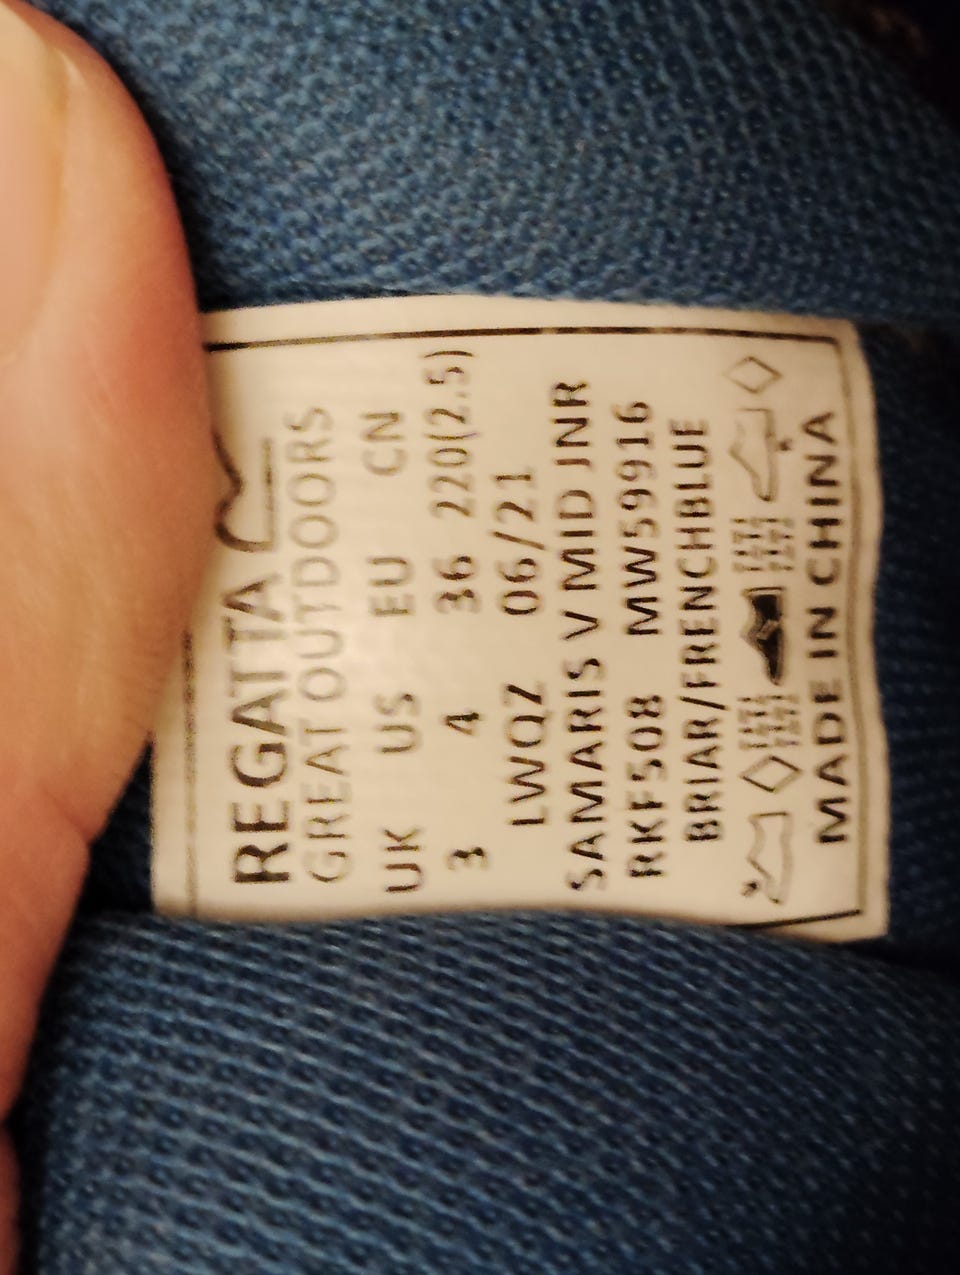 REGATTA
GREAT OUTDOORS
UK US EU CN
3 4 36 220(2.5)
LWQZ 06/21
SAMARIS V MID JNR
RKF508 MW59916
BRIAR/FRENCHBLUE
MADE IN CHINA